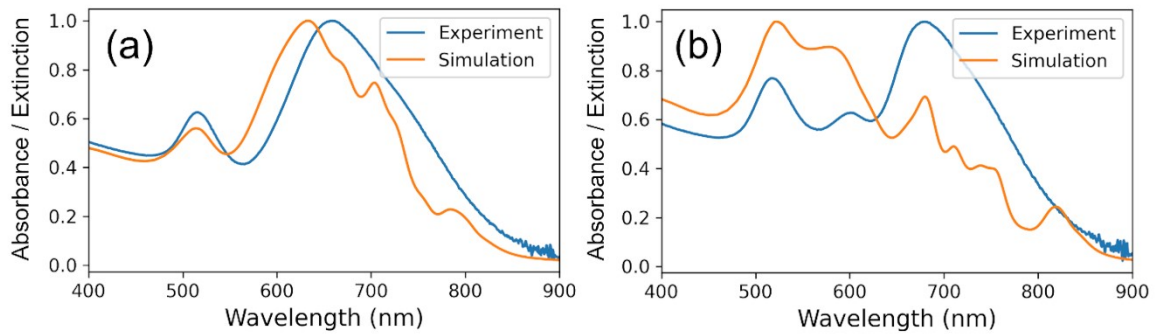 (a)
Experiment
Simulation
Absorbance / Extinction
1.0
0.8
0.6
0.4
0.2
0.0
400 500 600 700 800 900
Wavelength (nm)
(b)
Experiment
Simulation
Absorbance / Extinction
1.0
0.8
0.6
0.4
0.2
0.0
400 500 600 700 800 900
Wavelength (nm)